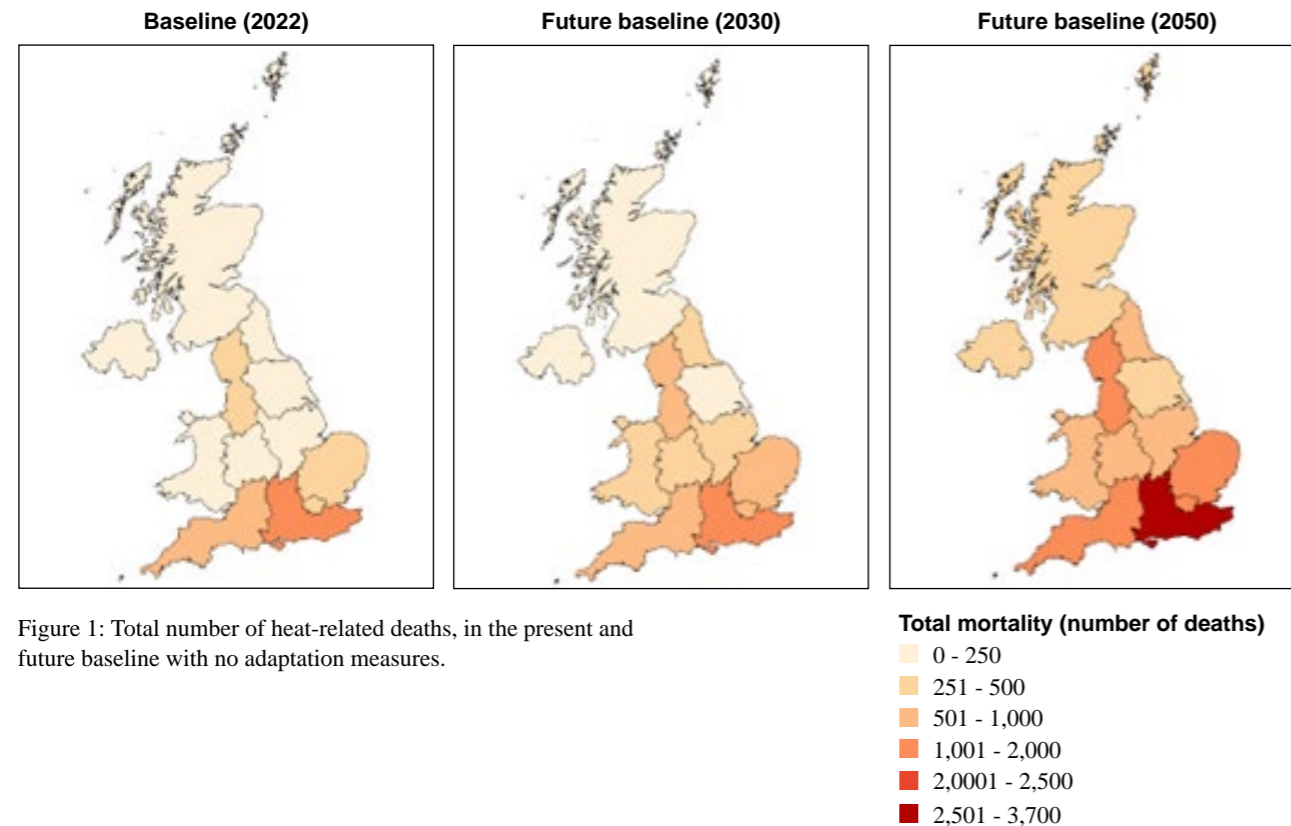 Baseline (2022)
Future baseline (2030)
Future baseline (2050)
Figure 1: Total number of heat-related deaths, in the present and
future baseline with no adaptation measures.
Total mortality (number of deaths)
0 - 250
251 - 500
501 - 1,000
1,001 - 2,000
2,0001 - 2,500
2,501 - 3,700